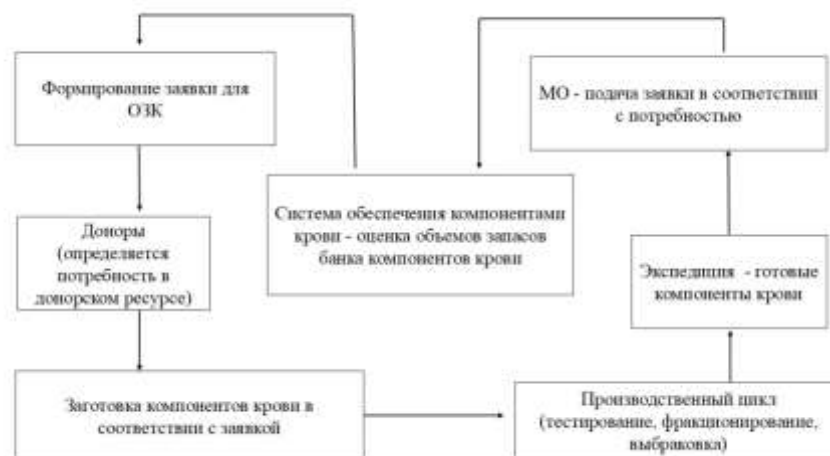 Формирование заявки для
ОЗК
МО - подача заявки в соответствии
с потребностью
Система обеспечения компонентами
крови - оценка объемов запасов
банка компонентов крови
Доноры
(определяется
потребность в
донорском ресурсе)
Экспедиция - готовые
компоненты крови
Заготовка компонентов крови в
соответствии с заявкой
Производственный цикл
(тестирование, фракционирование,
выбраковка)